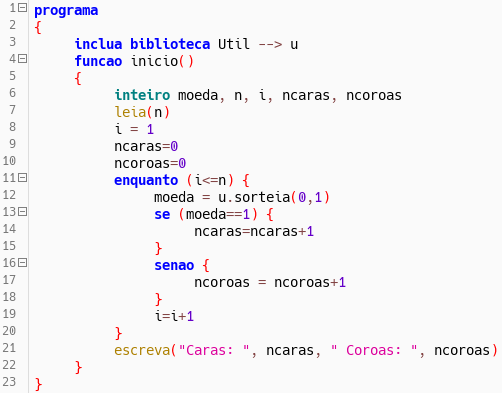 1 programa
2 {
3 inclua biblioteca Util --> u
4 funcao inicio()
5 {
6 inteiro moeda, n, i, ncaras, ncoroas
7 leia(n)
8 i = 1
9 ncaras=0
10 ncoroas=0
11 enquanto (i<=n) {
12 moeda = u.sorteia(0,1)
13 se (moeda==1) {
14 ncaras=ncaras+1
15 }
16 senao {
17 ncoroas = ncoroas+1
18 }
19 i=i+1
20 }
21 escreva("Caras: ", ncaras, " Coroas: ", ncoroas)
22 }
23 }